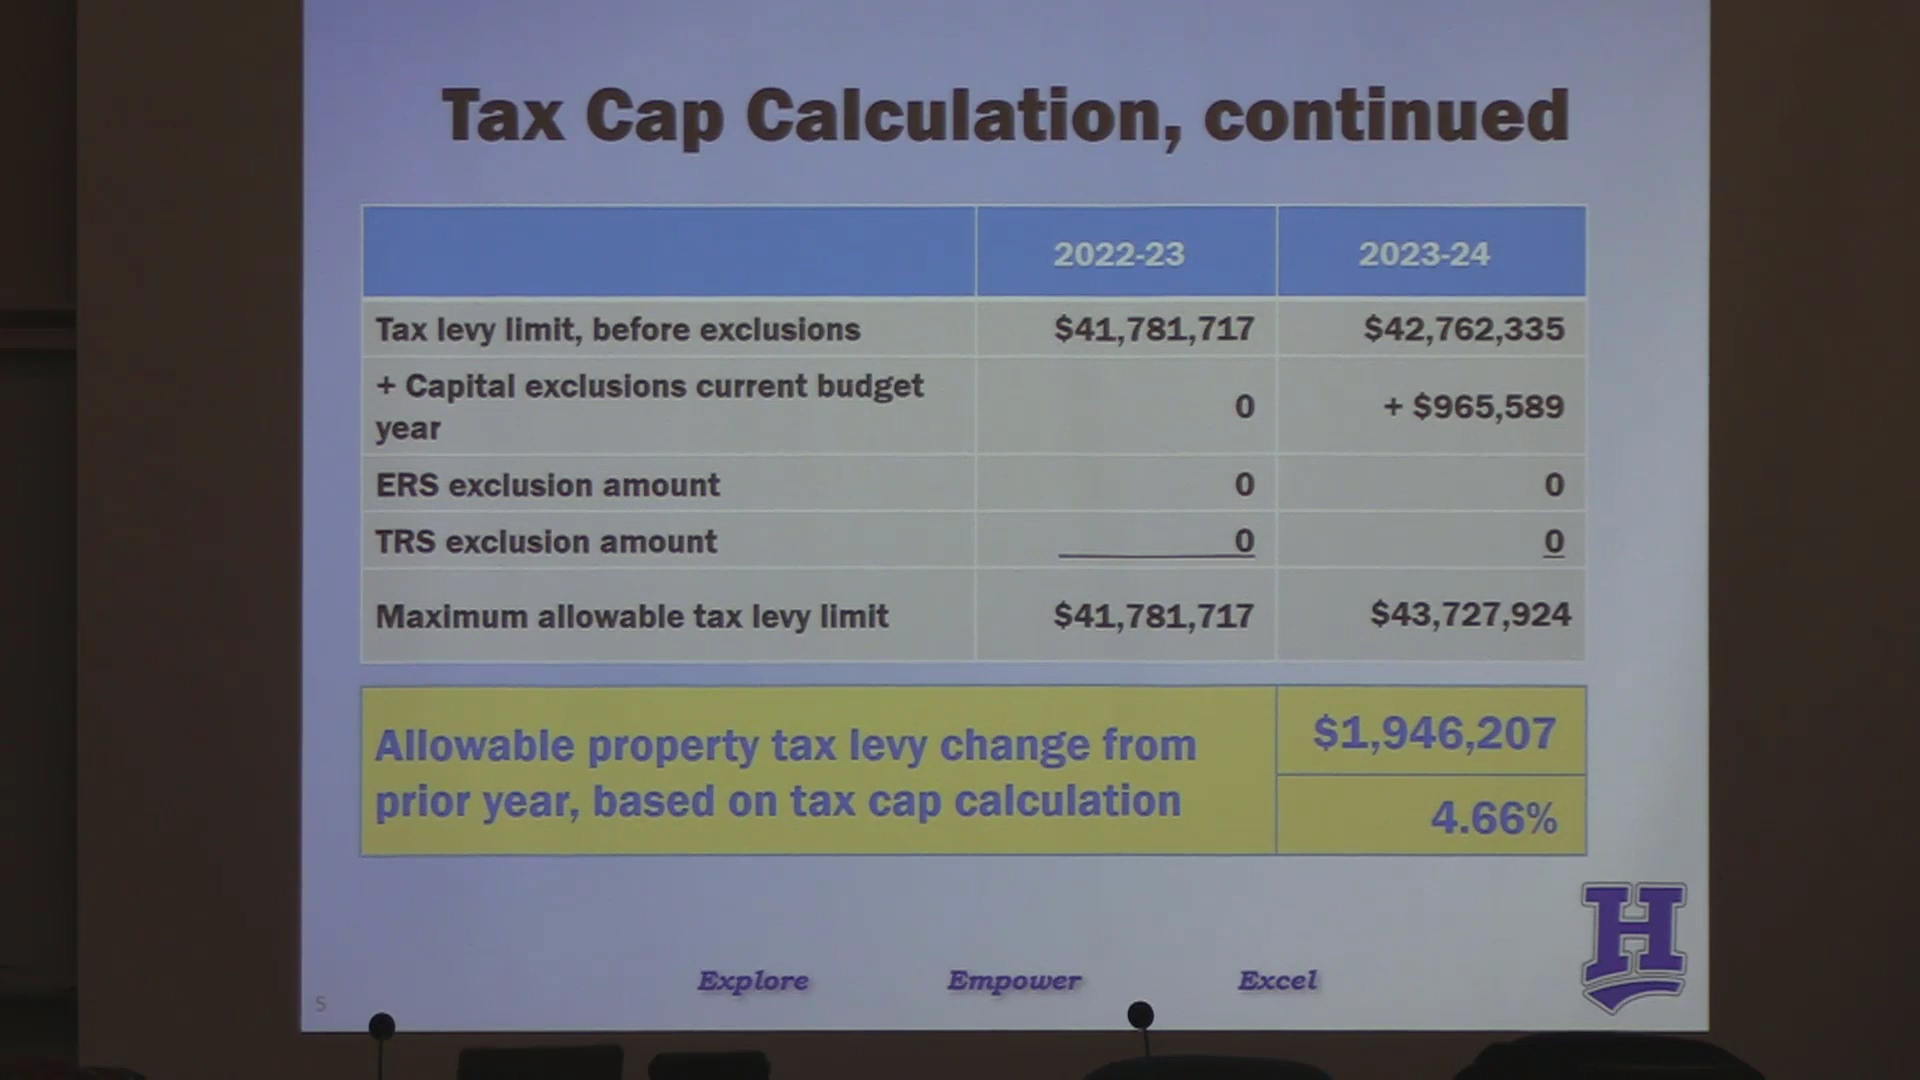 Tax Cap Calculation, continued
2022-23 2023-24
Tax levy limit, before exclusions $41,781,717 $42,762,335
+ Capital exclusions current budget
year 0 + $965,589
ERS exclusion amount 0 0
TRS exclusion amount 0 0
Maximum allowable tax levy limit $41,781,717 $43,727,924
Allowable property tax levy change from
prior year, based on tax cap calculation
$1,946,207
4.66%
Explore Empower Excel
H
5